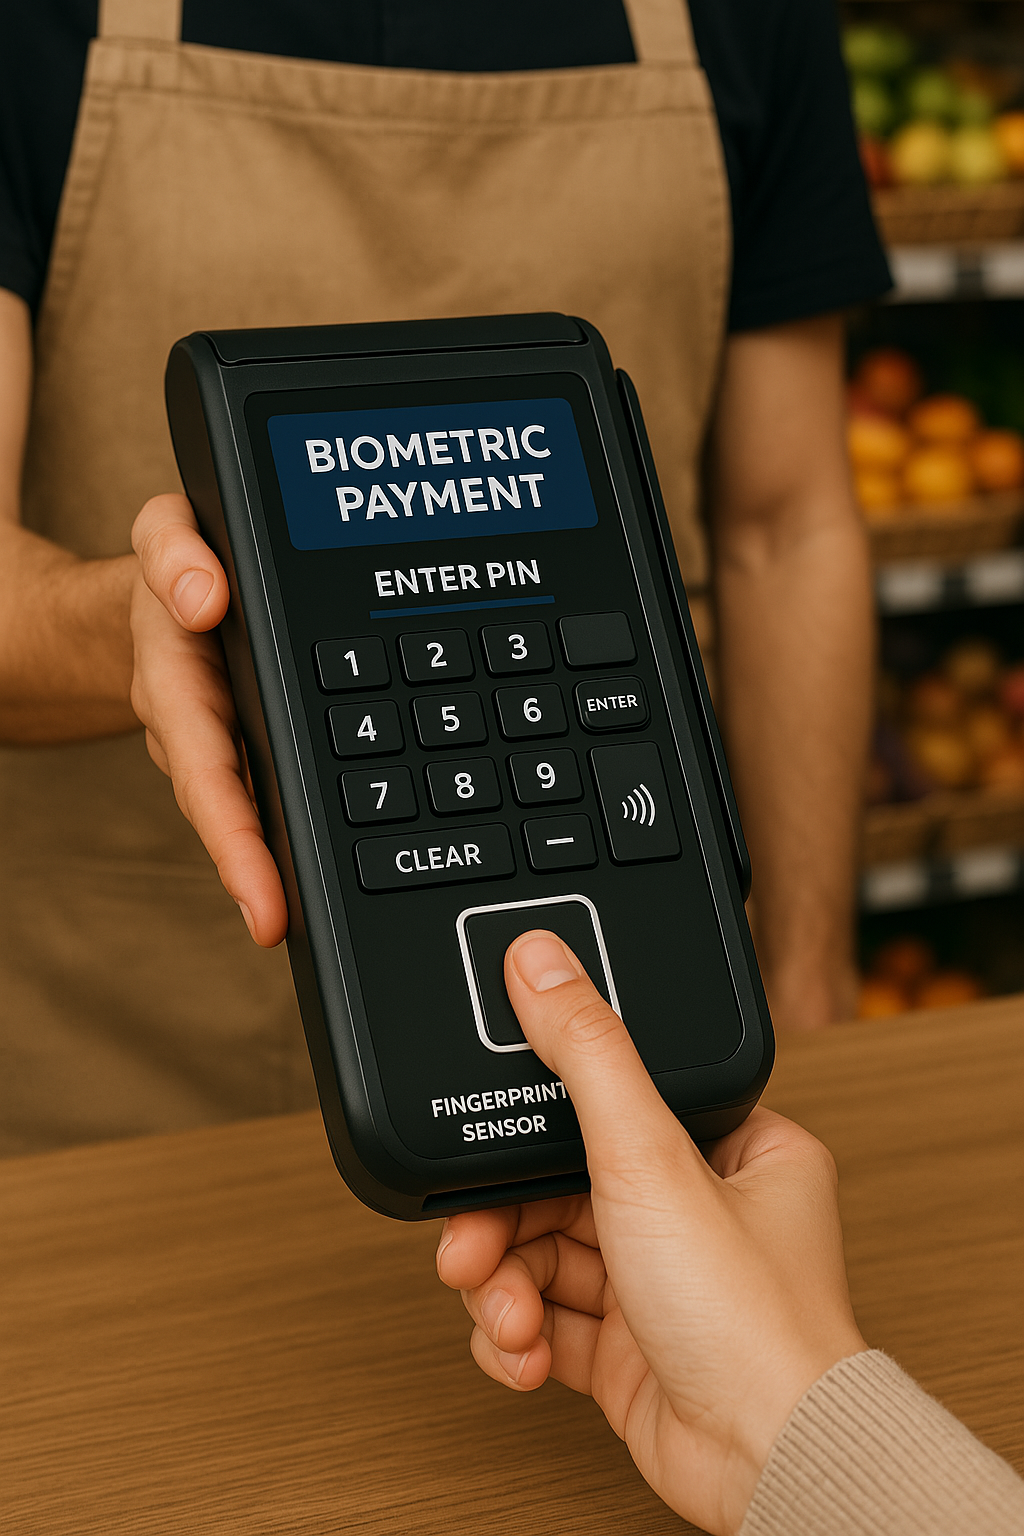 BIOMETRIC
PAYMENT
ENTER PIN
1 2 3
4 5 6 ENTER
7 8 9
CLEAR –
FINGERPRINT
SENSOR